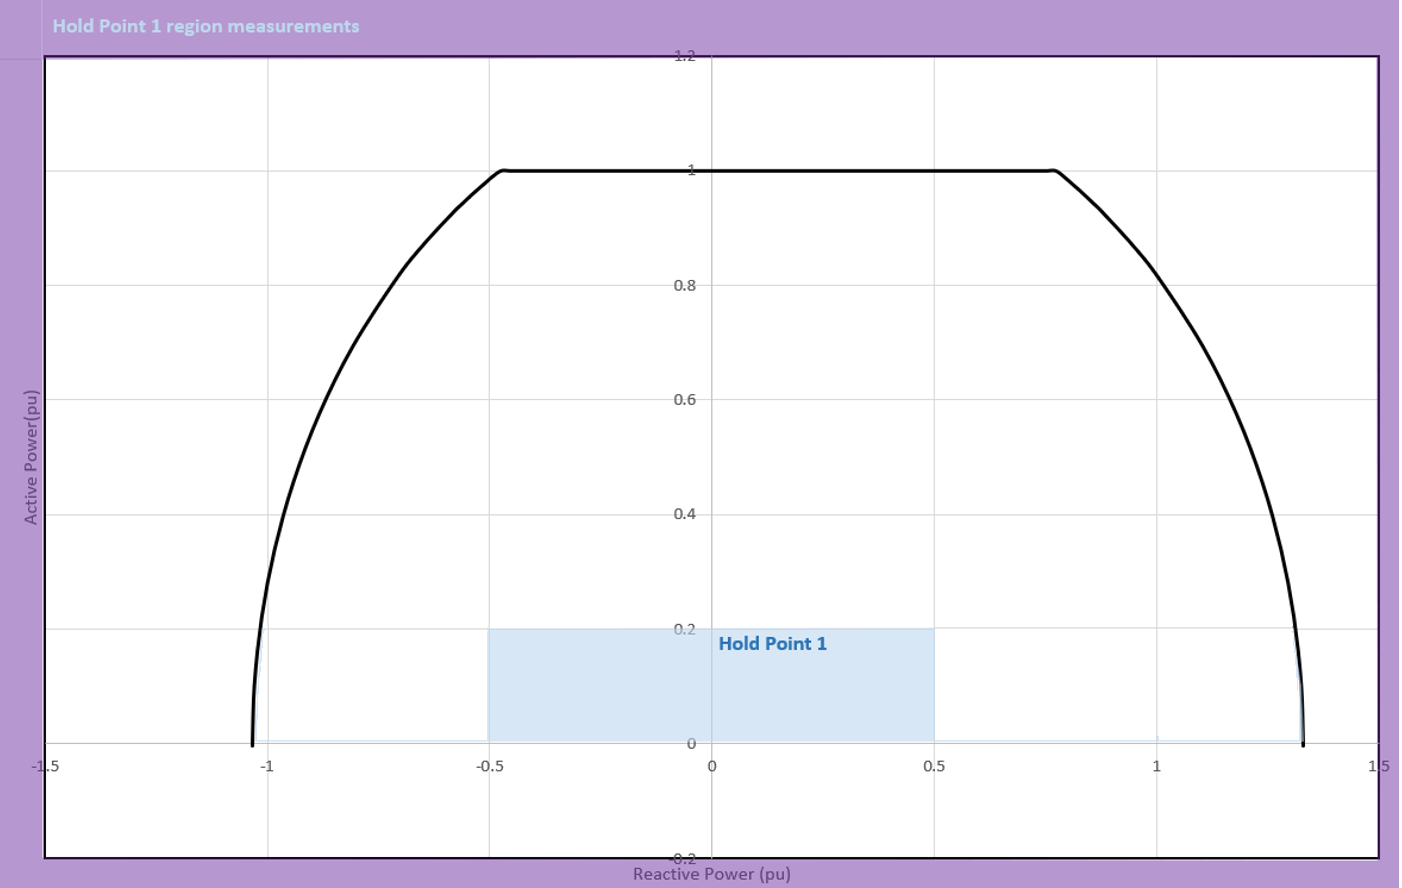 Hold Point 1 region measurements
1.2
1
0.8
0.6
0.4
0.2
Hold Point 1
0
-1.5 -1 -0.5 0 0.5 1 1.5
-0.2
Active Power(pu)
Reactive Power (pu)